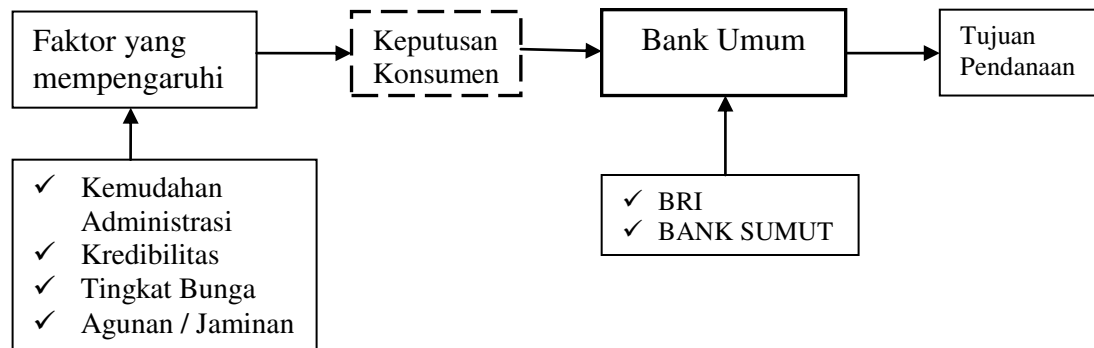 Faktor yang
mempengaruhi
Keputusan
Konsumen
Bank Umum
Tujuan
Pendanaan
✓ Kemudahan
Administrasi
✓ Kredibilitas
✓ Tingkat Bunga
✓ Agunan / Jaminan
✓ BRI
✓ BANK SUMUT